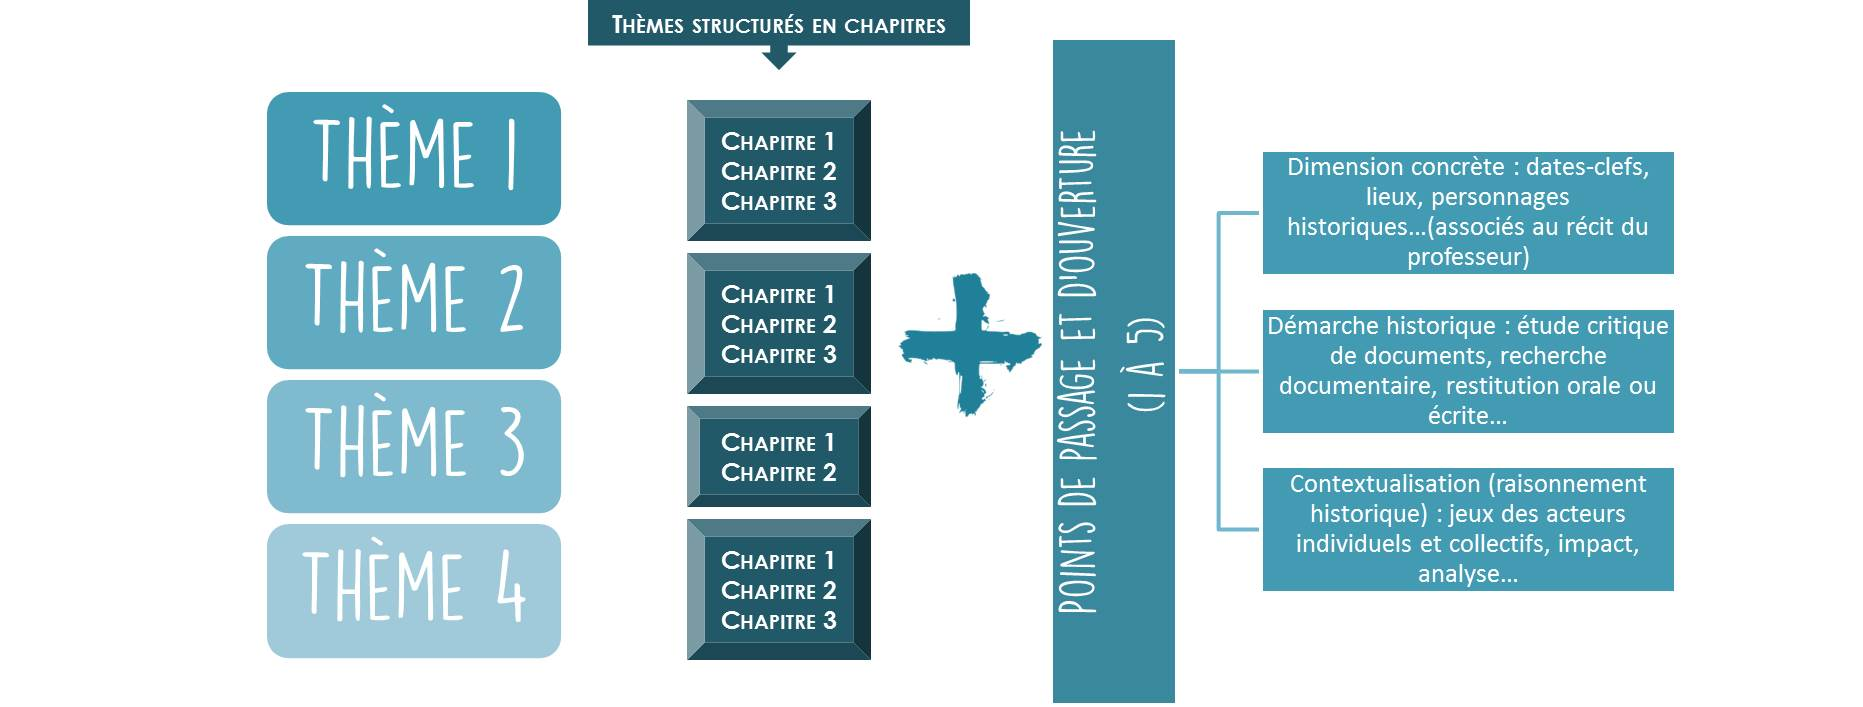 Thèmes structurés en chapitres
THÈME 1
THÈME 2
THÈME 3
THÈME 4
Chapitre 1
Chapitre 2
Chapitre 3
Chapitre 1
Chapitre 2
Chapitre 3
Chapitre 1
Chapitre 2
Chapitre 1
Chapitre 2
Chapitre 3
POINTS DE PASSAGE ET D'OUVERTURE
(1 À 5)
Dimension concrète : dates-clefs,
lieux, personnages
historiques...(associés au récit du
professeur)
Démarche historique : étude critique
de documents, recherche
documentaire, restitution orale ou
écrite...
Contextualisation (raisonnement
historique) : jeux des acteurs
individuels et collectifs, impact,
analyse...